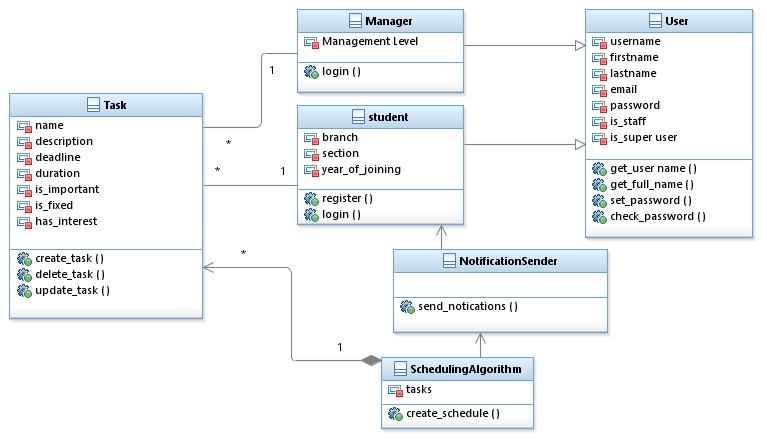 Manager
Management Level
login ()
User
username
firstname
lastname
email
password
is_staff
is_super user
get_user name ()
get_full_name ()
set_password ()
check_password ()
Task
name
description
deadline
duration
is_important
is_fixed
has_interest
create_task ()
delete_task ()
update_task ()
1
*
student
branch
section
year_of_joining
register ()
login ()
*
1
NotificationSender
send_notications ()
*
1
SchedulingAlgorithm
tasks
create_schedule ()